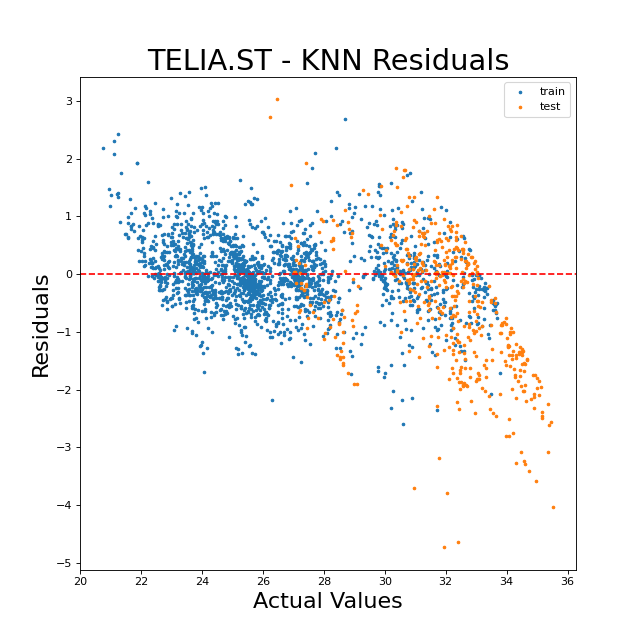 TELIA.ST - KNN Residuals
train
test
3
2
1
0
−1
−2
−3
−4
−5
Residuals
20 22 24 26 28 30 32 34 36
Actual Values